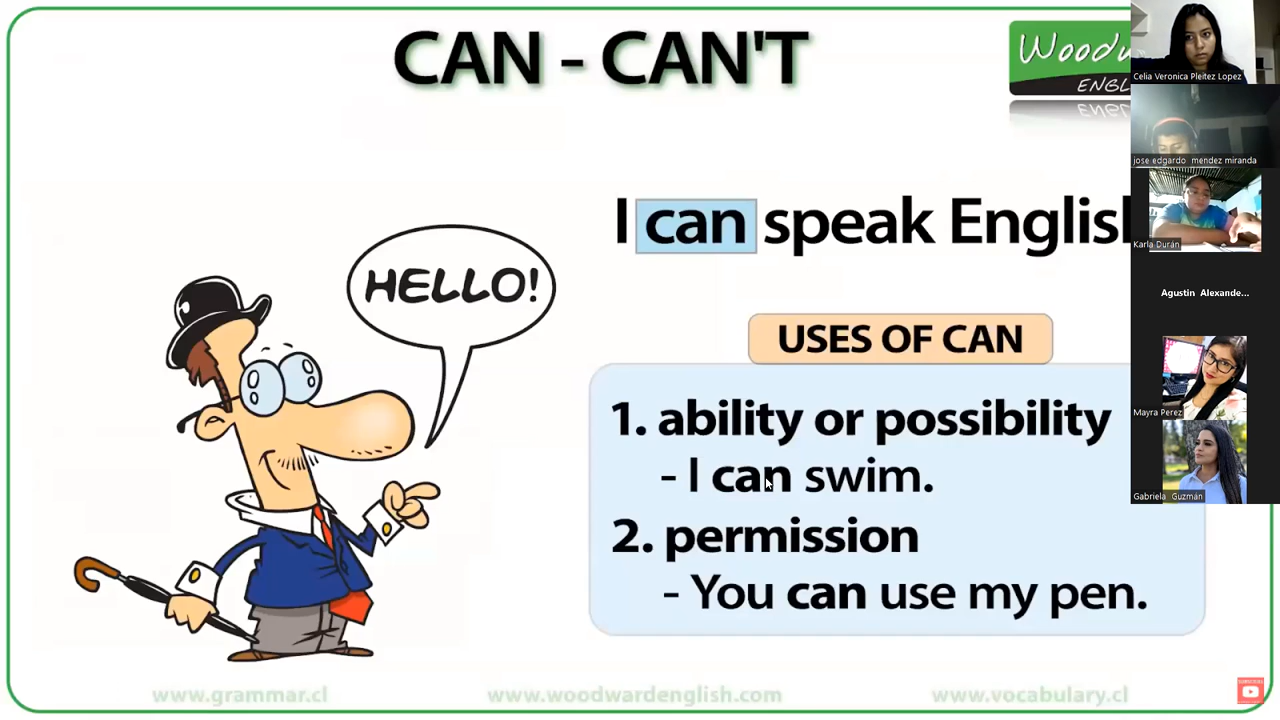 CAN - CAN'T
Woodw
ENGL
I can speak English
HELLO!
USES OF CAN
1. ability or possibility
- I can swim.
2. permission
- You can use my pen.
www.grammar.cl
www.woodwardenglish.com
www.vocabulary.cl
Celia Veronica Pleitez Lopez
jose edgardo mendez miranda
Karla Durán
Agustin Alexande...
Mayra Perez
Gabriela Guzmán